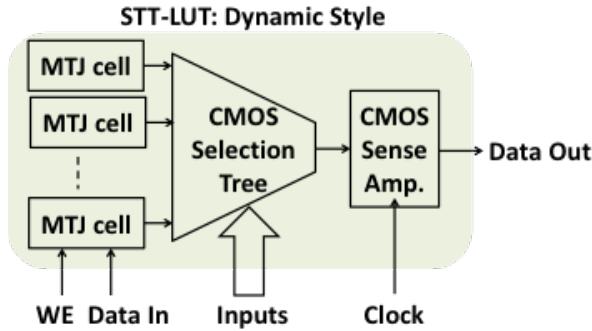 STT-LUT: Dynamic Style
MTJ cell
MTJ cell
MTJ cell
CMOS
Selection
Tree
CMOS
Sense
Amp.
Data Out
WE
Data In
Inputs
Clock